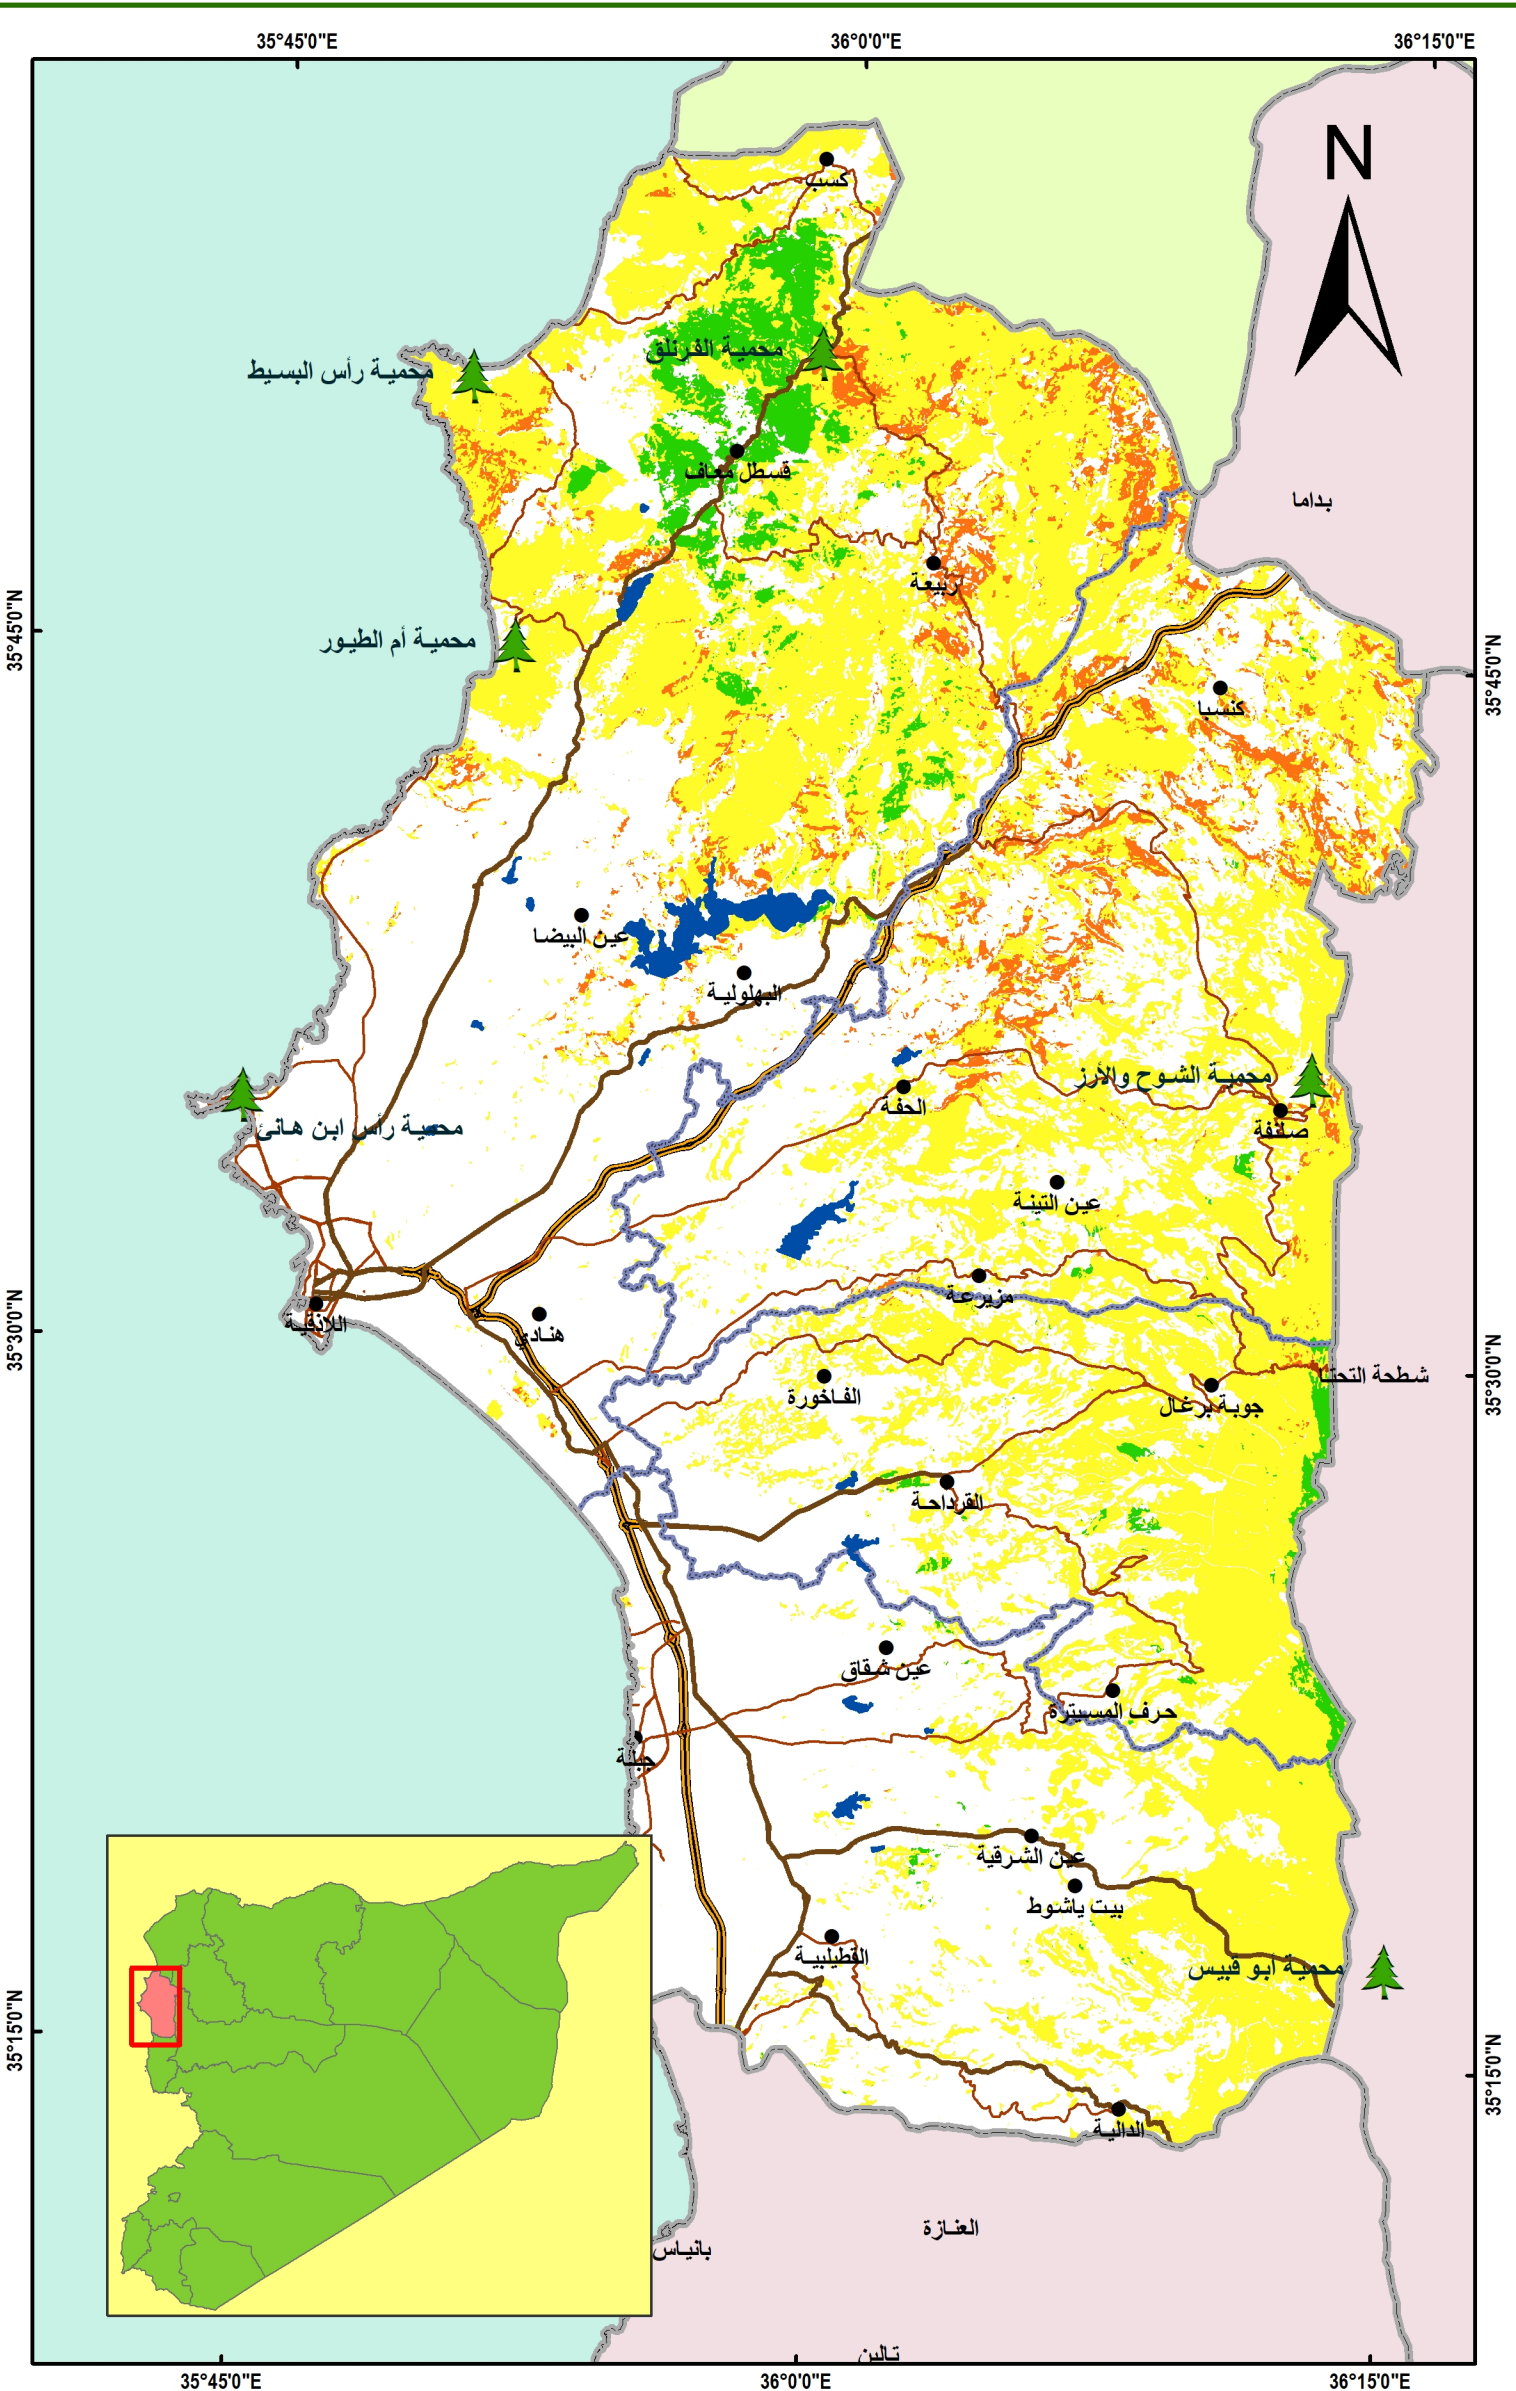 35°45'0"E
36°0'0"E
36°15'0"E
N
كسب
محمية الفرنلق
محمية رأس البسيط
قسطل معاف
بداما
ربيعة
35°45'0"N
محمية أم الطيور
35°45'0"N
كنسبا
عين البيضا
البهلولية
محمية الشوح والأرز
الحفة
صلنفة
محمية رأس ابن هانئ
عين التينة
مزيرعة
35°30'0"N
اللاذقية
هنادي
شطحة التحتا
35°30'0"N
الفاخورة
جوبة برغال
القرداحة
عين شقاق
حرف المسيترة
جبلة
عين الشرقية
بيت ياشوط
القطيلبية
محمية ابو قبيس
35°15'0"N
35°15'0"N
الدالية
العنازة
بانياس
تالين
35°45'0"E
36°0'0"E
36°15'0"E